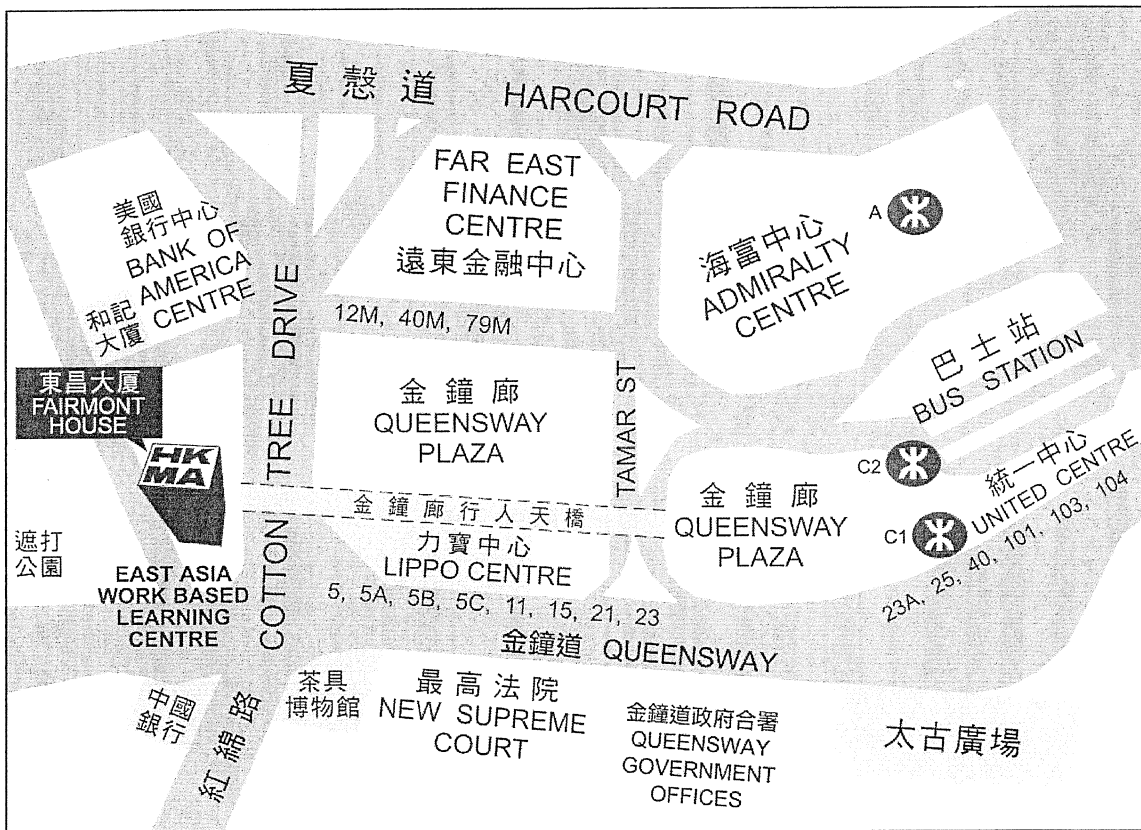 夏慤道 HARCOURT ROAD
FAR EAST
FINANCE
CENTRE
遠東金融中心
美國
銀行中心
BANK OF
AMERICA
CENTRE
和記
大廈
海富中心
ADMIRALTY
CENTRE
A
12M, 40M, 79M
巴士站
BUS STATION
東昌大厦
FAIRMONT
HOUSE
HK
MA
COTTON TREE DRIVE
金鐘廊
QUEENSWAY
PLAZA
TAMAR ST
C2
金鐘廊
QUEENSWAY
PLAZA
C1
統一中心
UNITED CENTRE
23A, 25, 40, 101, 103, 104
金鐘廊行人天橋
遮打
公園
EAST ASIA
WORK BASED
LEARNING
CENTRE
力寶中心
LIPPO CENTRE
5, 5A, 5B, 5C, 11, 15, 21, 23
金鐘道 QUEENSWAY
中國
銀行
紅綿路
茶具
博物館
最高法院
NEW SUPREME
COURT
金鐘道政府合署
QUEENSWAY
GOVERNMENT
OFFICES
太古廣場